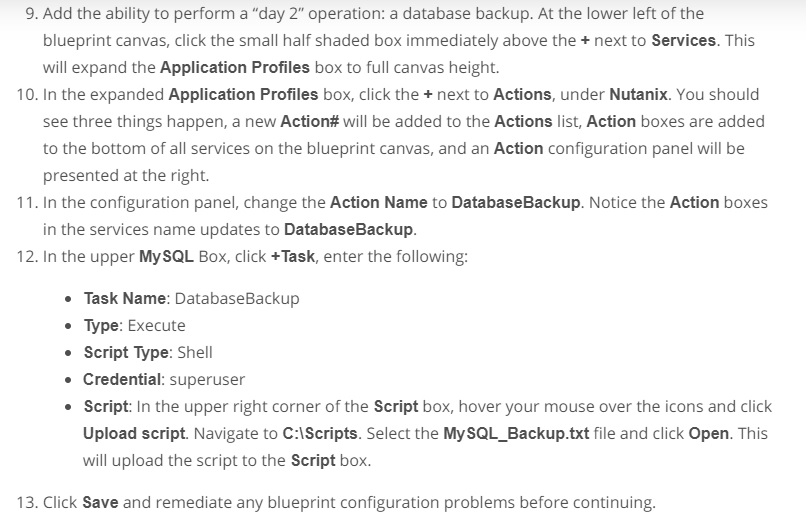 9. Add the ability to perform a “day 2” operation: a database backup. At the lower left of the
blueprint canvas, click the small half shaded box immediately above the + next to Services. This
will expand the Application Profiles box to full canvas height.
10. In the expanded Application Profiles box, click the + next to Actions, under Nutanix. You should
see three things happen, a new Action# will be added to the Actions list, Action boxes are added
to the bottom of all services on the blueprint canvas, and an Action configuration panel will be
presented at the right.
11. In the configuration panel, change the Action Name to DatabaseBackup. Notice the Action boxes
in the services name updates to DatabaseBackup.
12. In the upper MySQL Box, click +Task, enter the following:
• Task Name: DatabaseBackup
• Type: Execute
• Script Type: Shell
• Credential: superuser
• Script: In the upper right corner of the Script box, hover your mouse over the icons and click
Upload script. Navigate to C:\Scripts. Select the MySQL_Backup.txt file and click Open. This
will upload the script to the Script box.
13. Click Save and remediate any blueprint configuration problems before continuing.